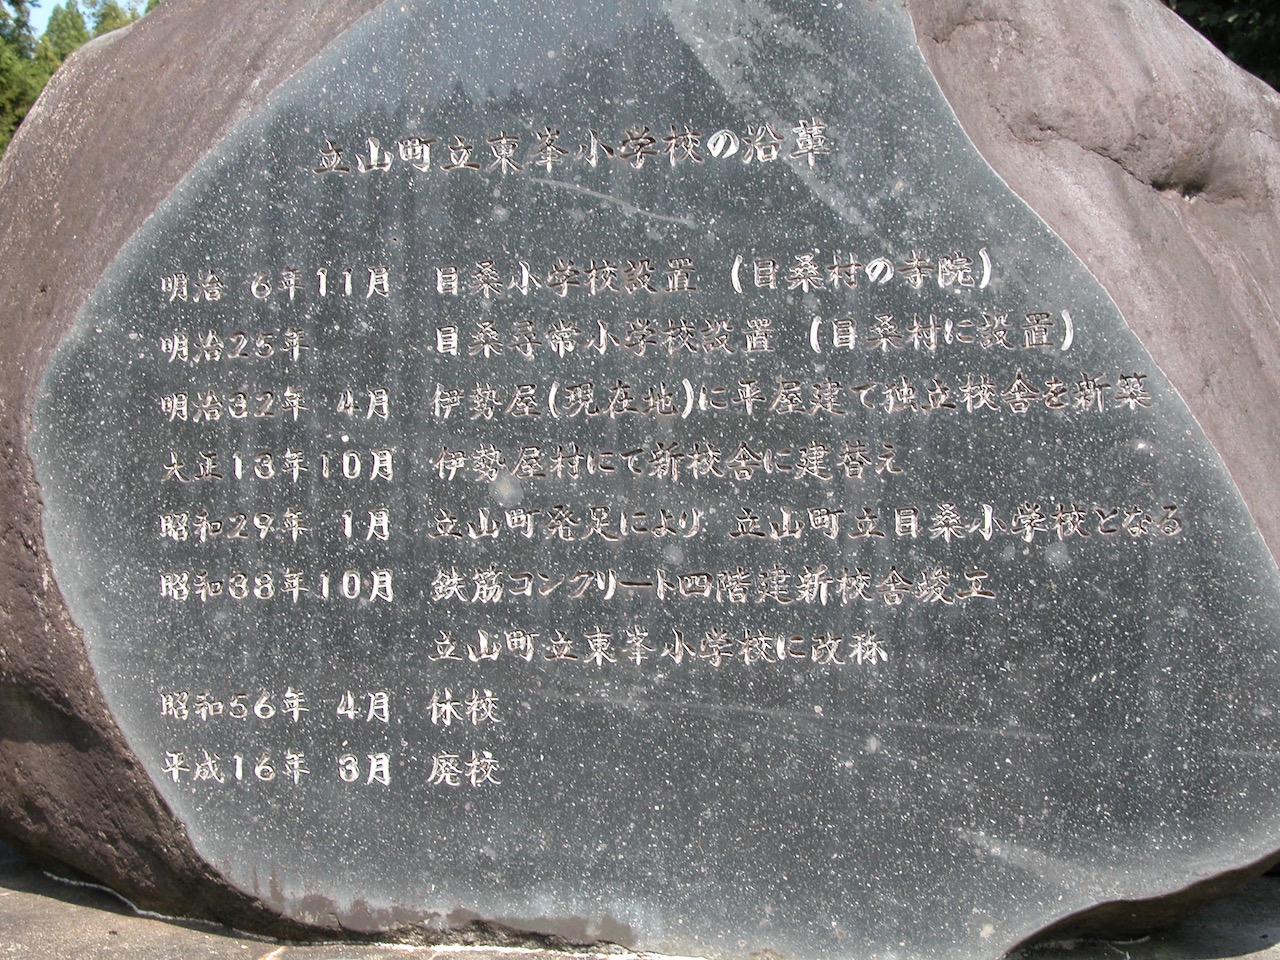 立山町立東峯小学校の沿革
明治 6年11月 目桑小学校設置 (目桑村の寺院)
明治25年 目桑尋常小学校設置 (目桑村に設置)
明治32年 4月 伊勢屋(現在地)に平屋建て独立校舎を新築
大正13年10月 伊勢屋村にて新校舎に建替え
昭和29年 1月 立山町発足により 立山町立目桑小学校となる
昭和38年10月 鉄筋コンクリート四階建新校舎竣工
立山町立東峯小学校に改称
昭和56年 4月 休校
平成16年 3月 廃校